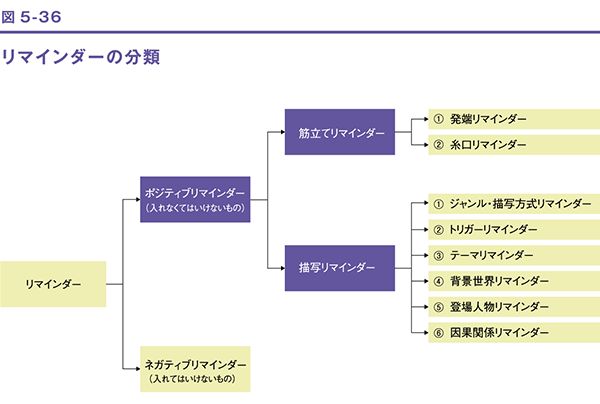 図 5-36
リマインダーの分類
リマインダー
ポジティブリマインダー
（入れなくてはいけないもの）
ネガティブリマインダー
（入れてはいけないもの）
筋立てリマインダー
① 発端リマインダー
② 糸口リマインダー
描写リマインダー
① ジャンル・描写方式リマインダー
② トリガーリマインダー
③ テーマリマインダー
④ 背景世界リマインダー
⑤ 登場人物リマインダー
⑥ 因果関係リマインダー